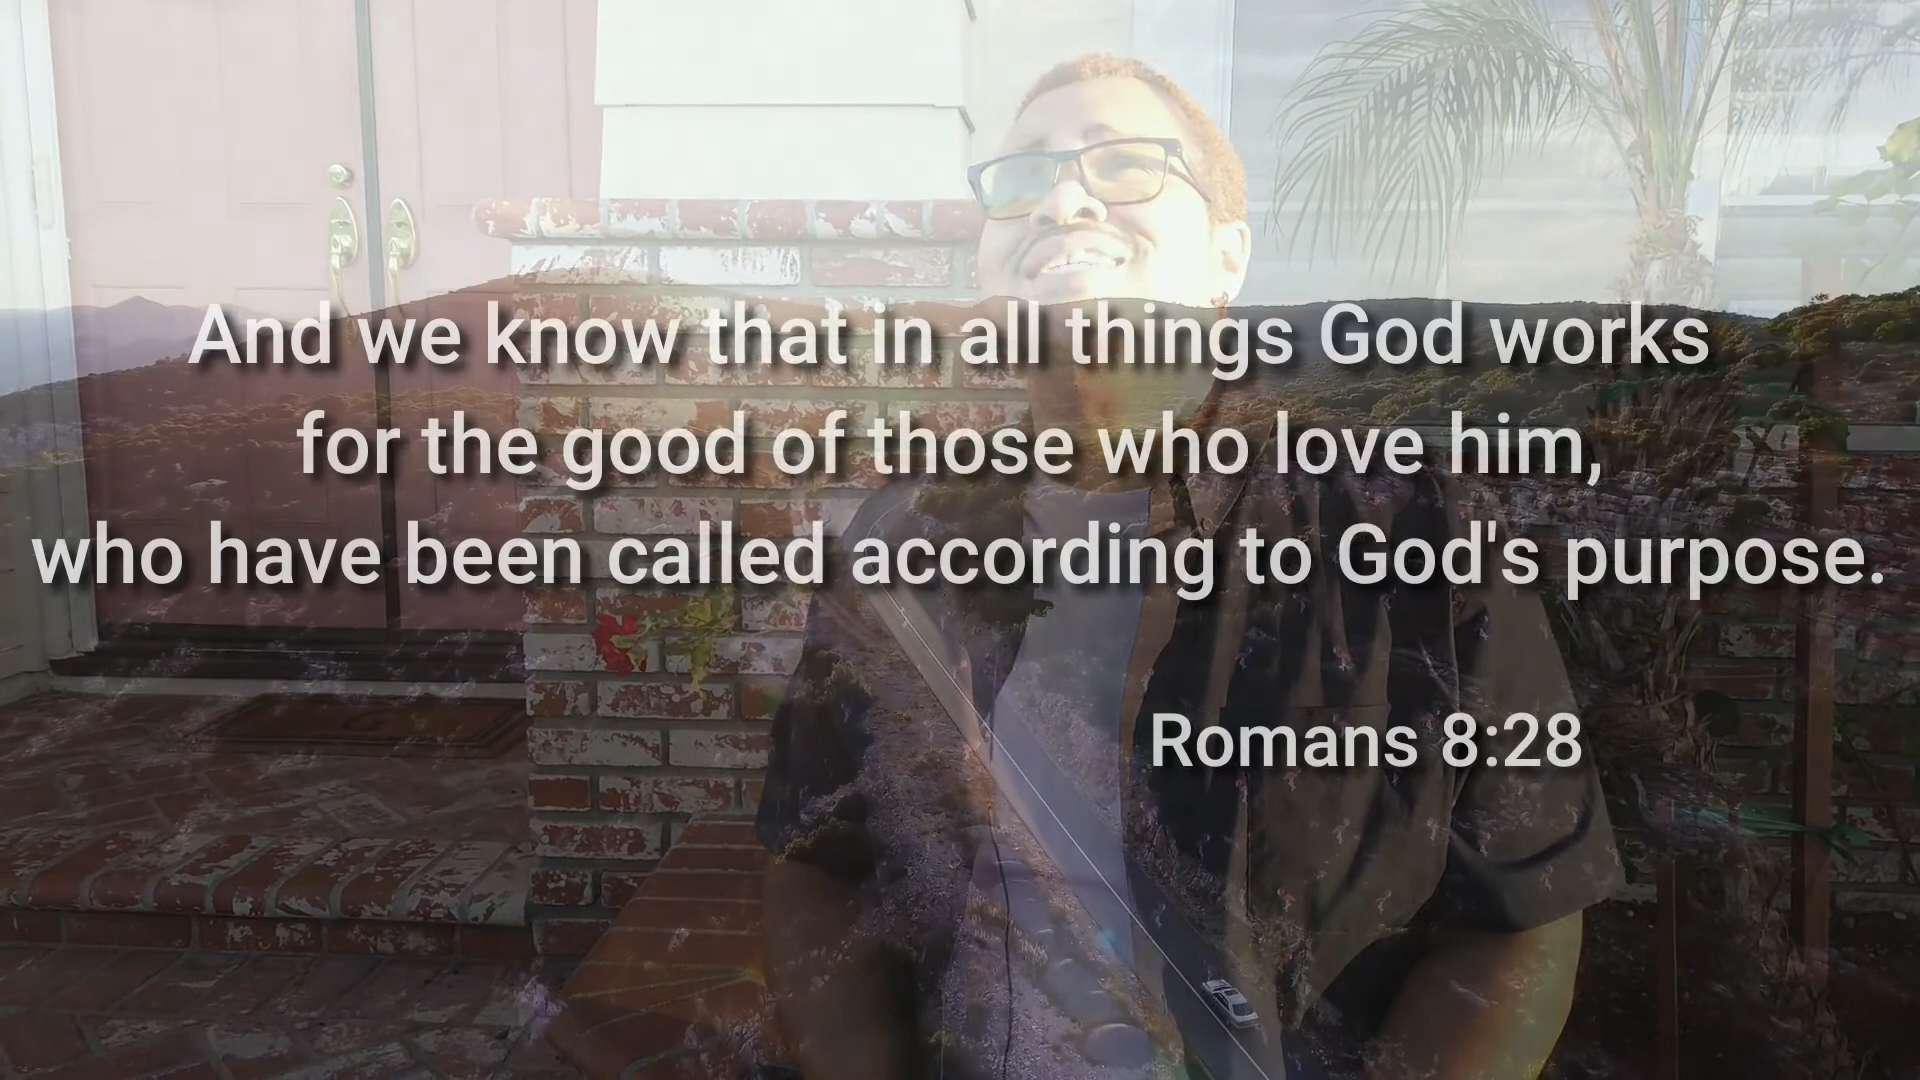 And we know that in all things God works
for the good of those who love him,
who have been called according to God's purpose.
Romans 8:28